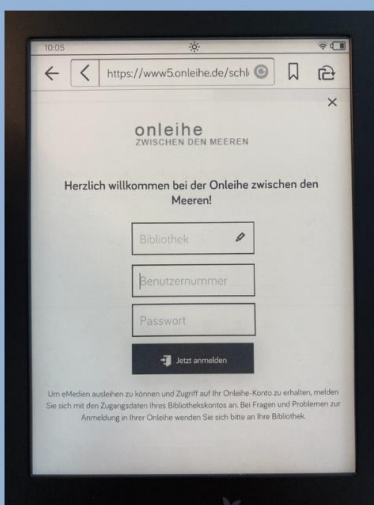 10:05
https://www5.onleihe.de/schl
onleihe
ZWISCHEN DEN MEEREN
Herzlich willkommen bei der Onleihe zwischen den
Meeren!
Bibliothek
Benutzernummer
Passwort
Jetzt anmelden
Um eMedien ausleihen zu können und Zugriff auf Ihr Onleihe-Konto zu erhalten, melden
Sie sich mit den Zugangsdaten Ihres Bibliothekskontos an. Bei Fragen und Problemen zur
Anmeldung in Ihrer Onleihe wenden Sie sich bitte an Ihre Bibliothek.